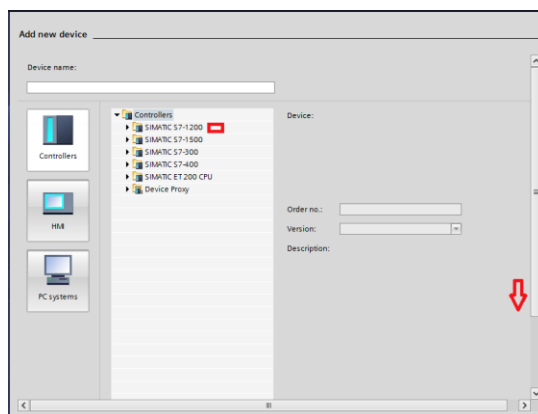 Add new device
Device name:
Controllers
HMI
PC systems
Controllers
SIMATIC S7-1200
SIMATIC S7-1500
SIMATIC S7-300
SIMATIC S7-400
SIMATIC ET 200 CPU
Device Proxy
Device:
Order no.:
Version:
Description: